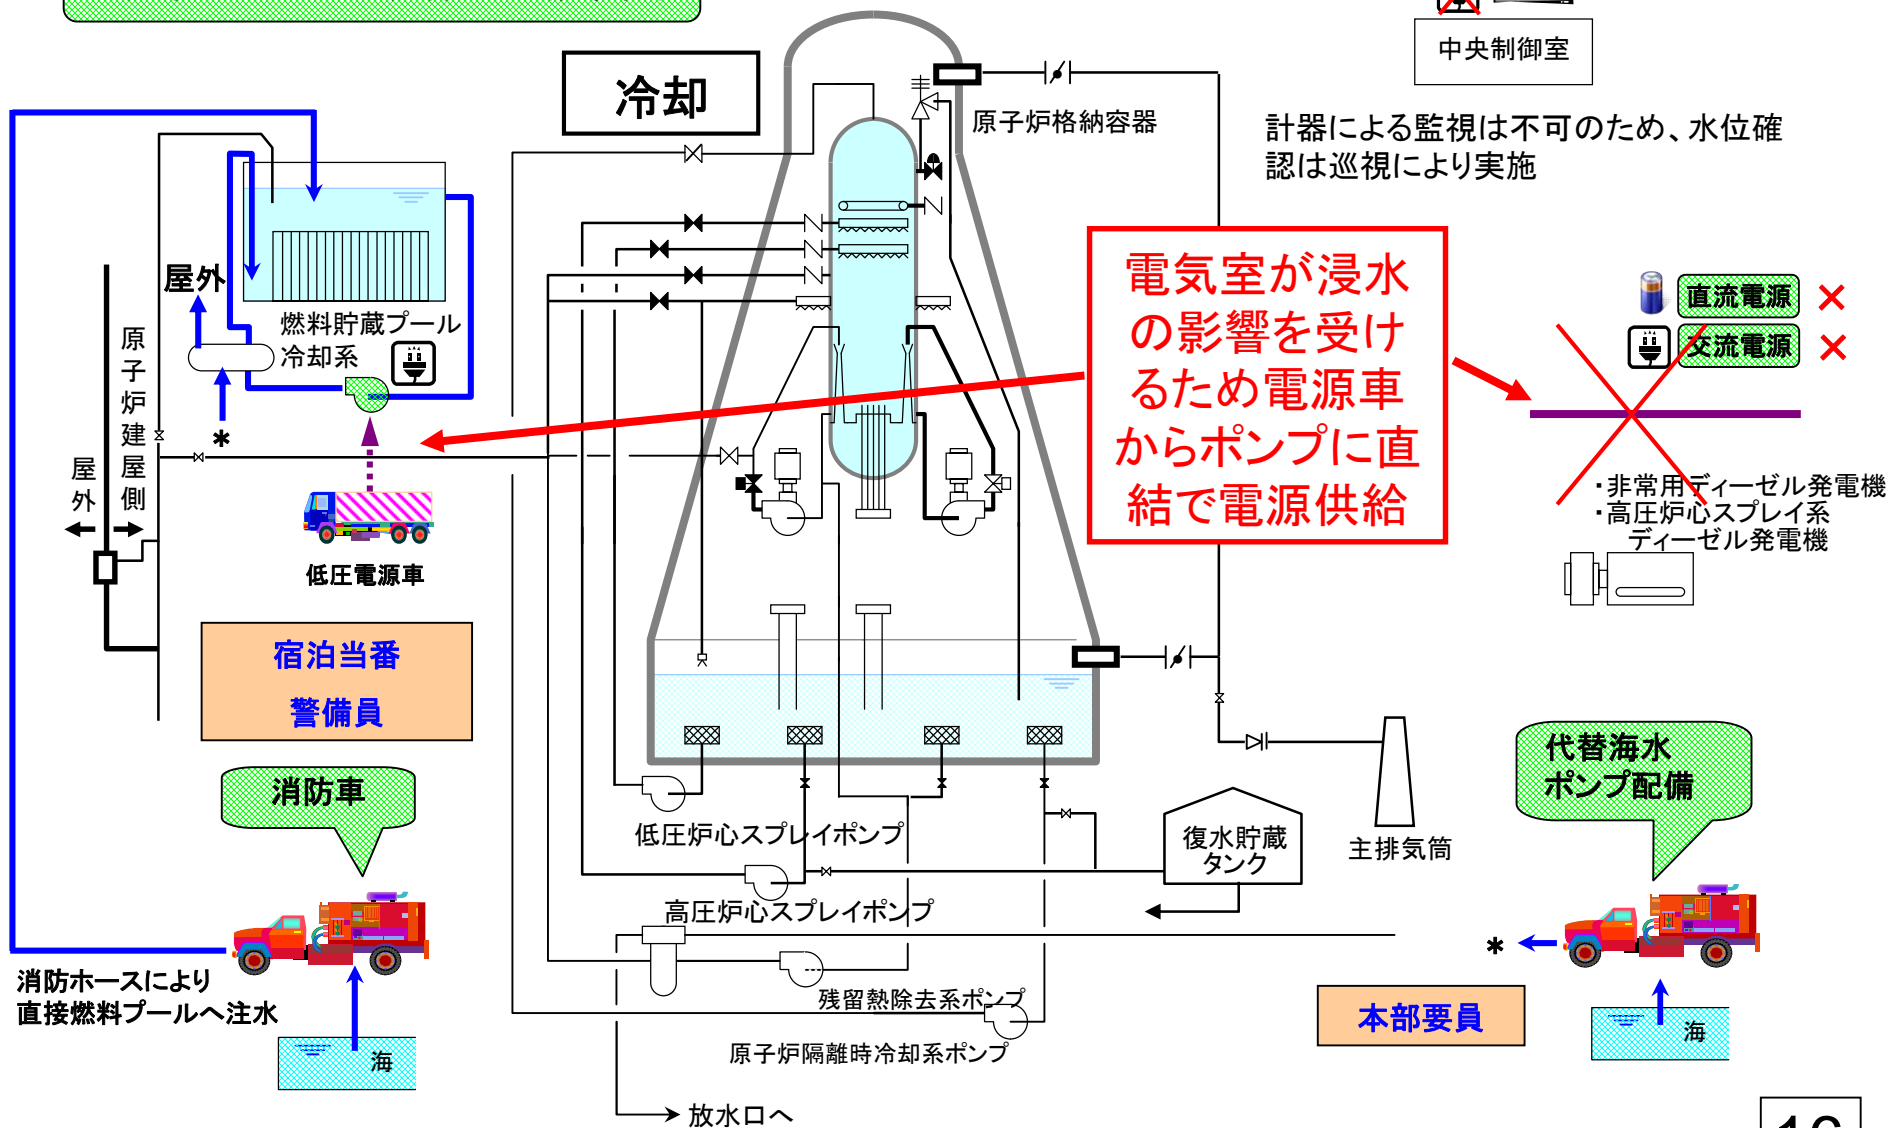 中央制御室
冷却
原子炉格納容器
計器による監視は不可のため、水位確
認は巡視により実施
屋外
燃料貯蔵プール
冷却系
原子炉建屋側
屋外
*
電気室が浸水
の影響を受け
るため電源車
からポンプに直
結で電源供給
直流電源
交流電源
・非常用ディーゼル発電機
・高圧炉心スプレイ系
ディーゼル発電機
低圧電源車
宿泊当番
警備員
消防車
代替海水
ポンプ配備
低圧炉心スプレイポンプ
復水貯蔵
タンク
主排気筒
高圧炉心スプレイポンプ
*
消防ホースにより
直接燃料プールへ注水
残留熱除去系ポンプ
本部要員
原子炉隔離時冷却系ポンプ
海
海
放水口へ
16